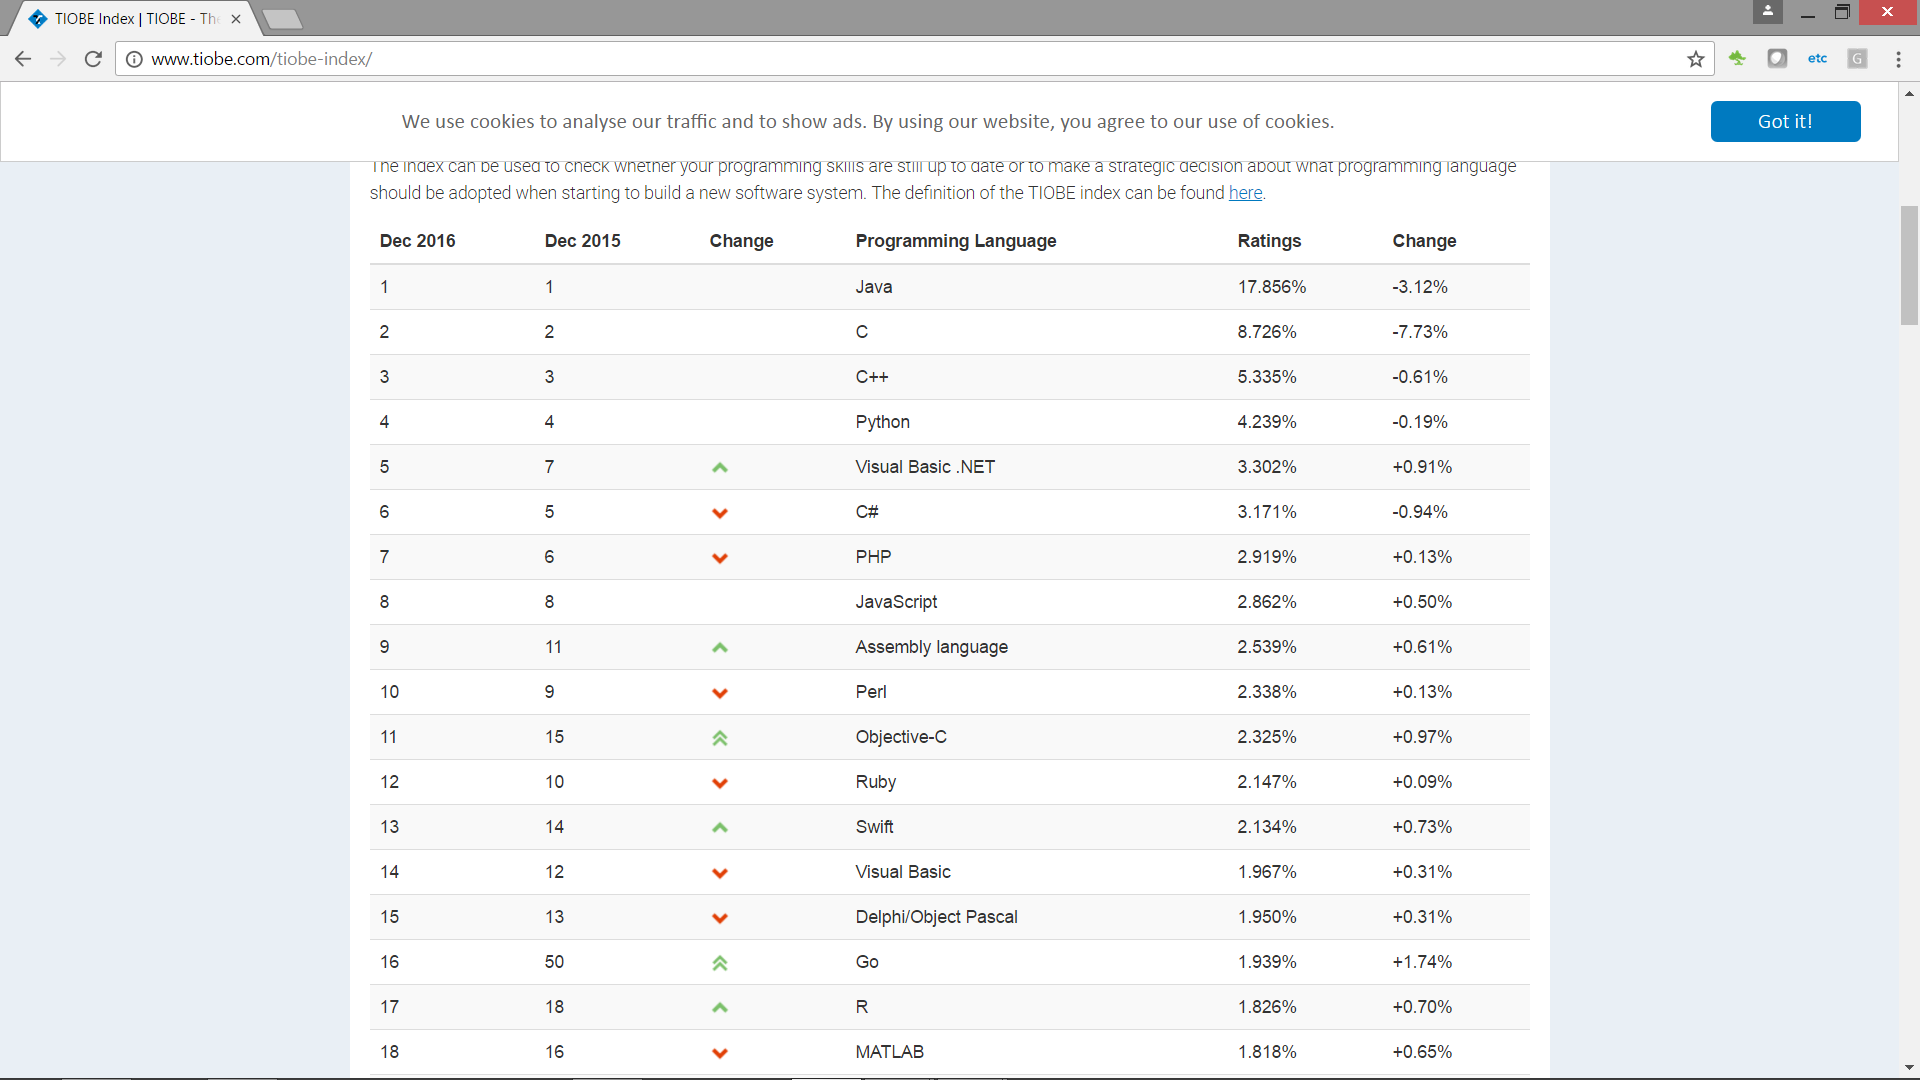 TIOBE Index | TIOBE - Th
www.tiobe.com/tiobe-index/
etc
G
We use cookies to analyse our traffic and to show ads. By using our website, you agree to our use of cookies.
Got it!
The index can be used to check whether your programming skills are still up to date or to make a strategic decision about what programming language
should be adopted when starting to build a new software system. The definition of the TIOBE index can be found here.
Dec 2016 Dec 2015 Change Programming Language Ratings Change
1 1 Java 17.856% -3.12%
2 2 C 8.726% -7.73%
3 3 C++ 5.335% -0.61%
4 4 Python 4.239% -0.19%
5 7 Visual Basic .NET 3.302% +0.91%
6 5 C# 3.171% -0.94%
7 6 PHP 2.919% +0.13%
8 8 JavaScript 2.862% +0.50%
9 11 Assembly language 2.539% +0.61%
10 9 Perl 2.338% +0.13%
11 15 Objective-C 2.325% +0.97%
12 10 Ruby 2.147% +0.09%
13 14 Swift 2.134% +0.73%
14 12 Visual Basic 1.967% +0.31%
15 13 Delphi/Object Pascal 1.950% +0.31%
16 50 Go 1.939% +1.74%
17 18 R 1.826% +0.70%
18 16 MATLAB 1.818% +0.65%